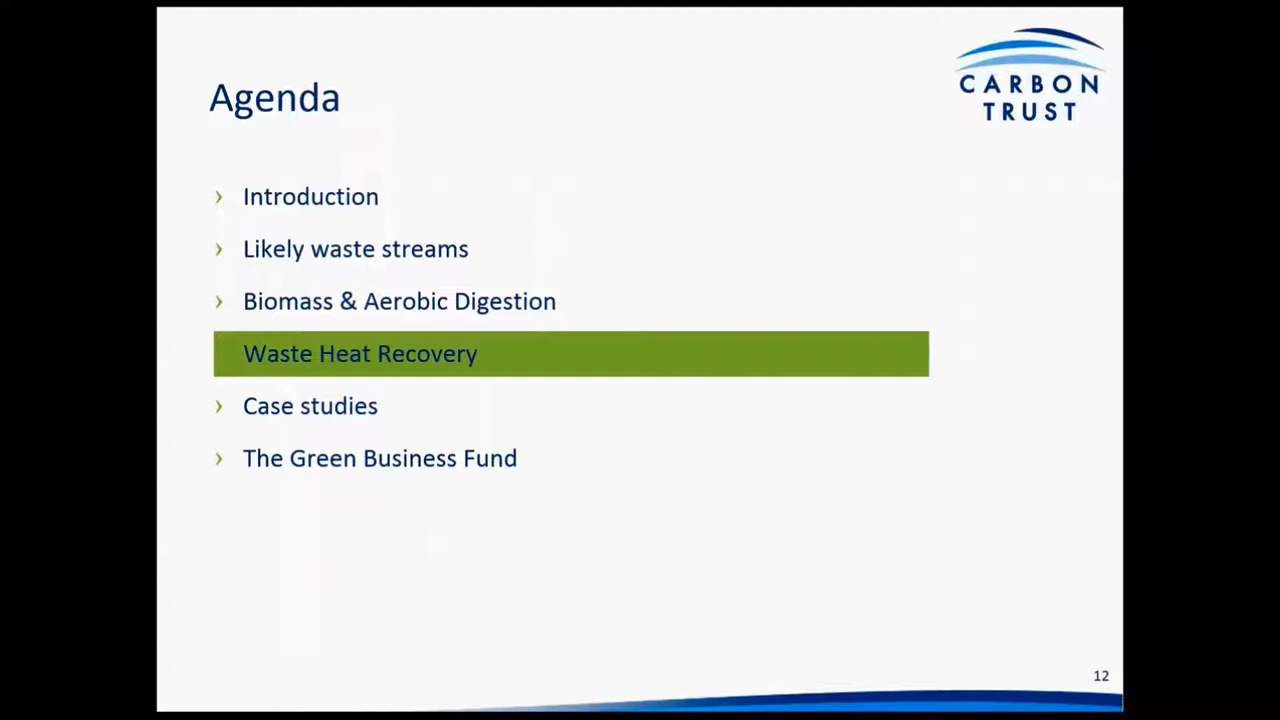 CARBON
TRUST
Agenda
› Introduction
› Likely waste streams
› Biomass & Aerobic Digestion
Waste Heat Recovery
› Case studies
› The Green Business Fund
12